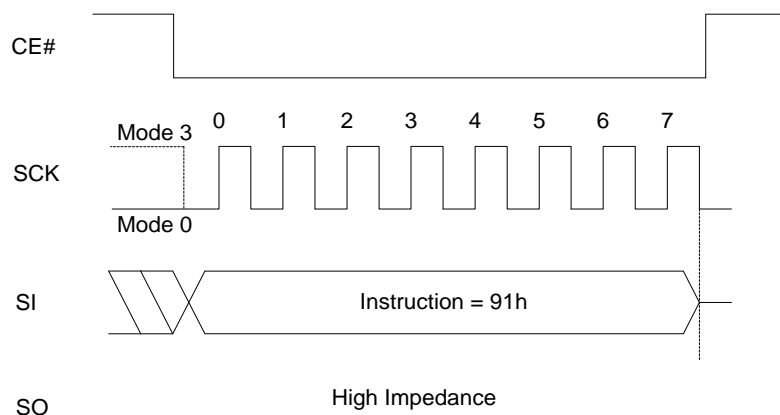 CE#
0 1 2 3 4 5 6 7
Mode 3
SCK
Mode 0
SI
Instruction = 91h
SO
High Impedance